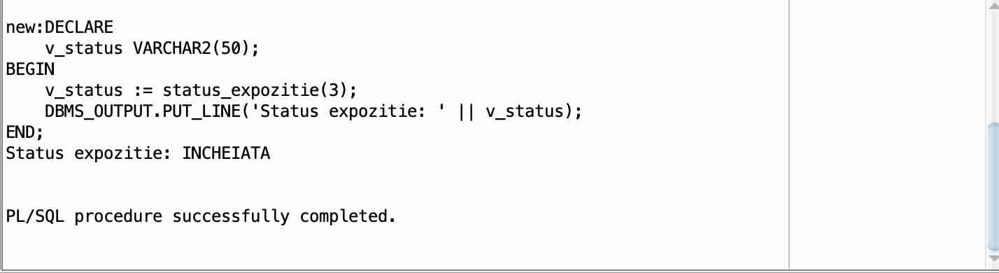 new:DECLARE
    v_status VARCHAR2(50);
BEGIN
    v_status := status_expozitie(3);
    DBMS_OUTPUT.PUT_LINE('Status expozitie: ' || v_status);
END;
Status expozitie: INCHEIATA
PL/SQL procedure successfully completed.